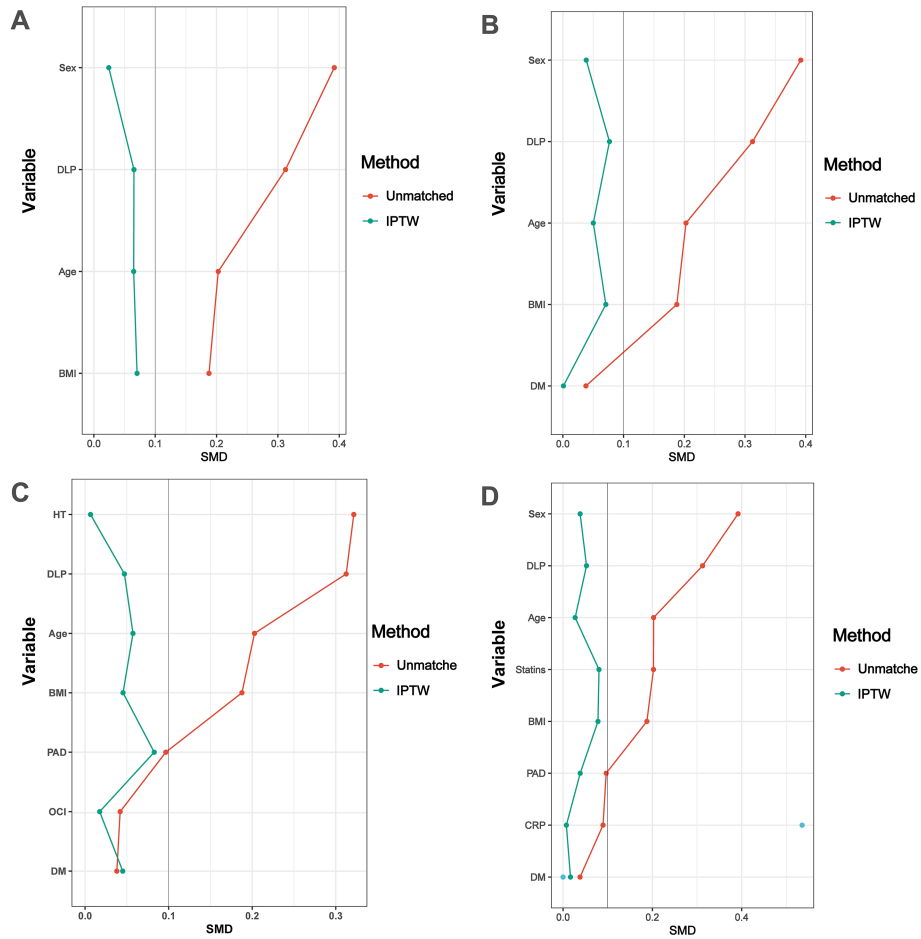 A
Variable
Sex
DLP
Age
BMI
0.0 0.1 0.2 0.3 0.4
SMD
Method
Unmatched
IPTW
B
Variable
Sex
DLP
Age
BMI
DM
0.0 0.1 0.2 0.3 0.4
SMD
Method
Unmatched
IPTW
C
Variable
HT
DLP
Age
BMI
PAD
OCI
DM
0.0 0.1 0.2 0.3
SMD
Method
Unmatche
IPTW
D
Variable
Sex
DLP
Age
Statins
BMI
PAD
CRP
DM
0.0 0.2 0.4
SMD
Method
Unmatche
IPTW